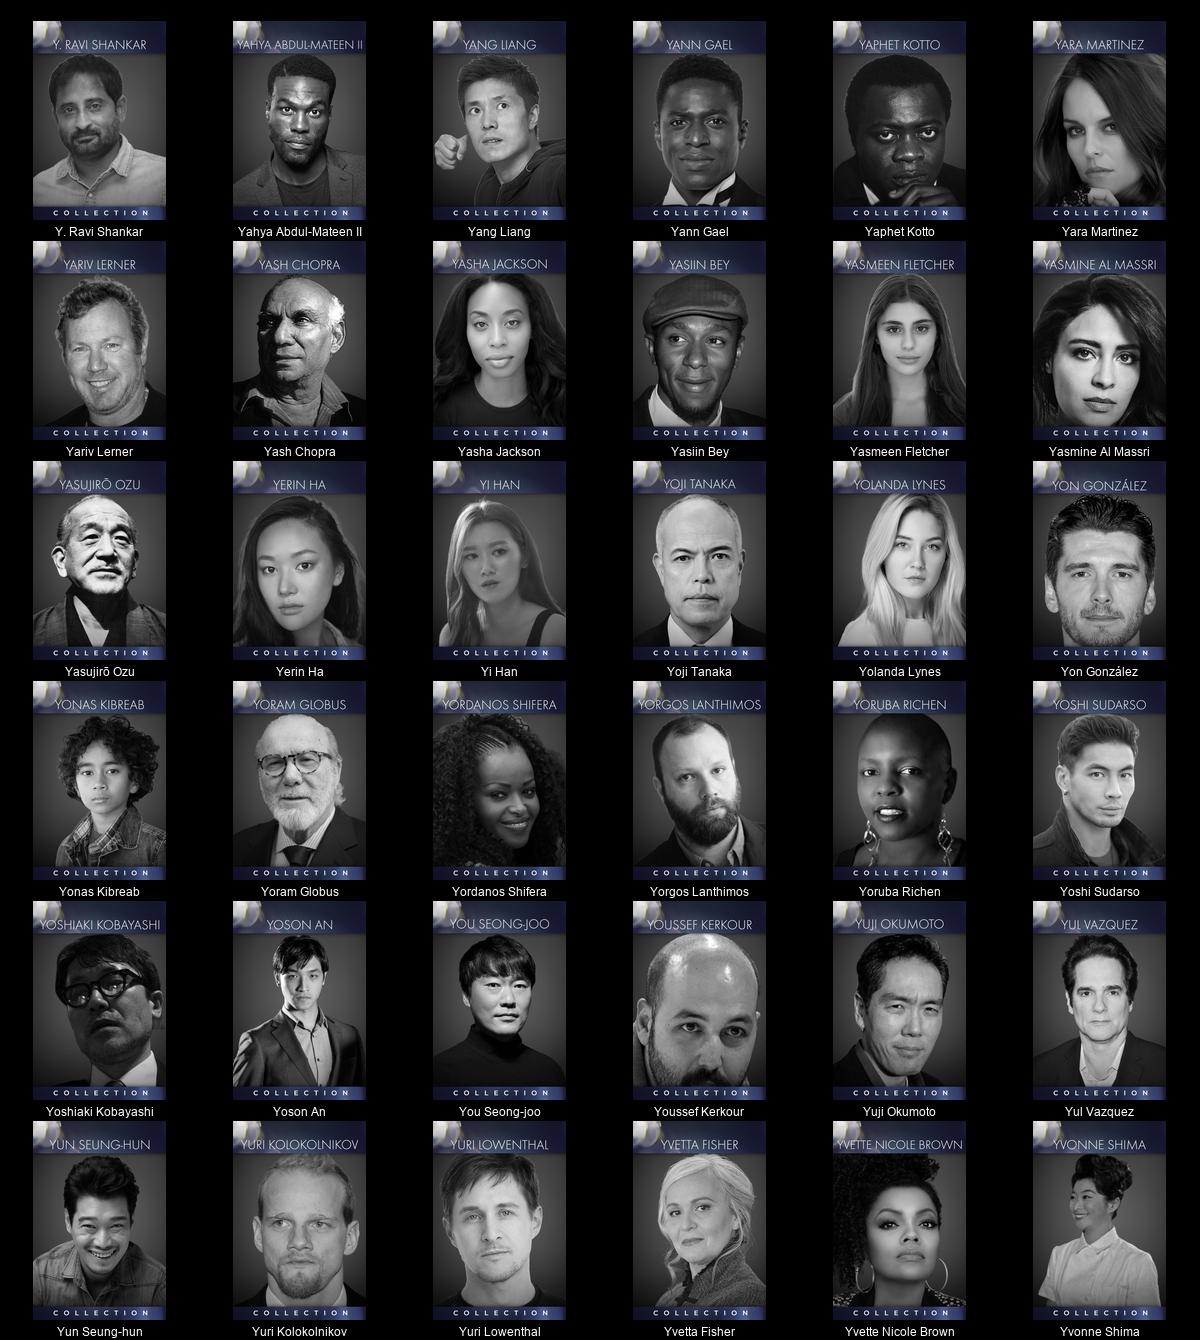 Y. RAVI SHANKAR
YAHYA ABDUL-MATEEN II
YANG LIANG
YANN GAEL
YAPHET KOTTO
YARA MARTINEZ
COLLECTION
COLLECTION
COLLECTION
COLLECTION
COLLECTION
COLLECTION
Y. Ravi Shankar
Yahya Abdul-Mateen II
Yang Liang
Yann Gael
Yaphet Kotto
Yara Martinez
YARIV LERNER
YASH CHOPRA
YASHA JACKSON
YASIIN BEY
YASMEEN FLETCHER
YASMINE AL MASSRI
COLLECTION
COLLECTION
COLLECTION
COLLECTION
COLLECTION
COLLECTION
Yariv Lerner
Yash Chopra
Yasha Jackson
Yasiin Bey
Yasmeen Fletcher
Yasmine Al Massri
YASUJIRŌ OZU
YERIN HA
YI HAN
YOJI TANAKA
YOLANDA LYNES
YON GONZÁLEZ
COLLECTION
COLLECTION
COLLECTION
COLLECTION
COLLECTION
COLLECTION
Yasujirō Ozu
Yerin Ha
Yi Han
Yoji Tanaka
Yolanda Lynes
Yon González
YONAS KIBREAB
YORAM GLOBUS
YORDANOS SHIFERA
YORGOS LANTHIMOS
YORUBA RICHEN
YOSHI SUDARSO
COLLECTION
COLLECTION
COLLECTION
COLLECTION
COLLECTION
COLLECTION
Yonas Kibreab
Yoram Globus
Yordanos Shifera
Yorgos Lanthimos
Yoruba Richen
Yoshi Sudarso
YOSHIAKI KOBAYASHI
YOSON AN
YOU SEONG-JOO
YOUSSEF KERKOUR
YUJI OKUMOTO
YUL VAZQUEZ
COLLECTION
COLLECTION
COLLECTION
COLLECTION
COLLECTION
COLLECTION
Yoshiaki Kobayashi
Yoson An
You Seong-joo
Youssef Kerkour
Yuji Okumoto
Yul Vazquez
YUN SEUNG-HUN
YURI KOLOKOLNIKOV
YURI LOWENTHAL
YVETTA FISHER
YVETTE NICOLE BROWN
YVONNE SHIMA
COLLECTION
COLLECTION
COLLECTION
COLLECTION
COLLECTION
COLLECTION
Yun Seung-hun
Yuri Kolokolnikov
Yuri Lowenthal
Yvetta Fisher
Yvette Nicole Brown
Yvonne Shima